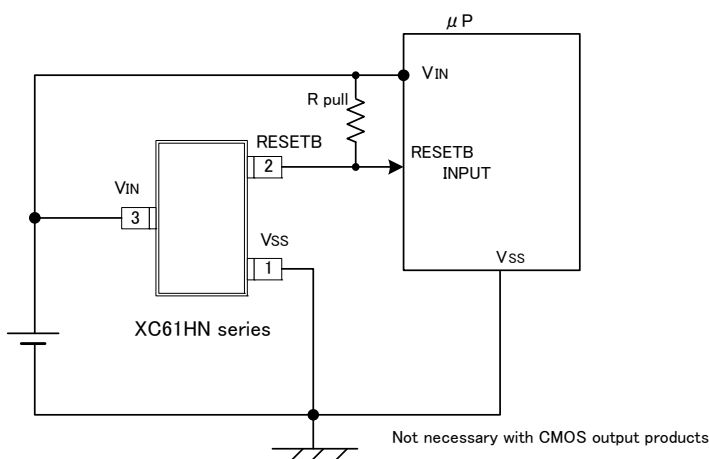 μ P
VIN
R pull
RESETB
2
RESETB
INPUT
VIN
3
VSS
1
VSS
XC61HN series
Not necessary with CMOS output products